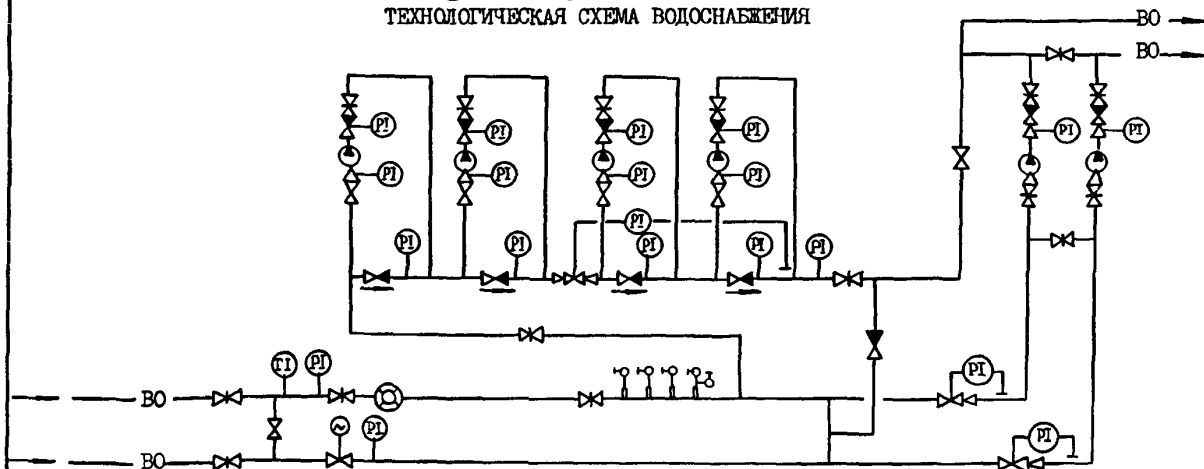 ТЕХНОЛОГИЧЕСКАЯ СХЕМА ВОДОСНАБЖЕНИЯ
ВО
ВО
PI PI PI PI PI PI
PI PI PI PI
PI
PI PI PI PI PI
TI PI PI
ВО
~ PI PI
ВО